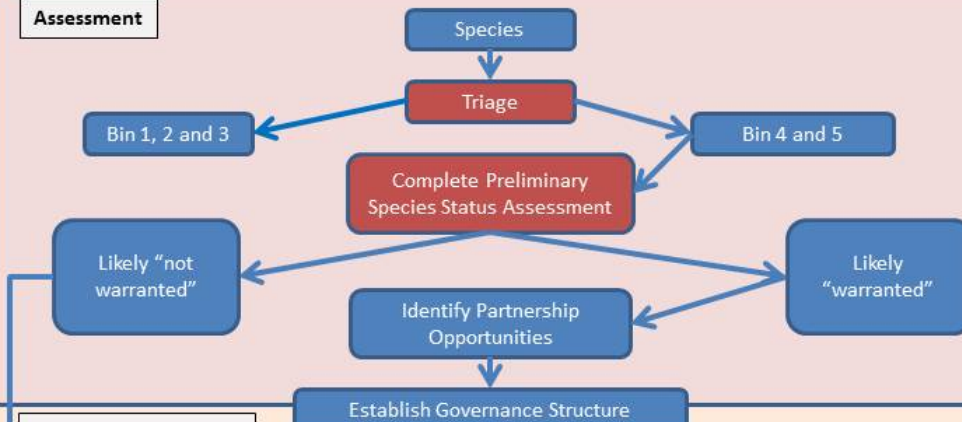 Assessment
Species
Triage
Bin 1, 2 and 3
Bin 4 and 5
Complete Preliminary
Species Status Assessment
Likely “not
warranted”
Likely
“warranted”
Identify Partnership
Opportunities
Establish Governance Structure